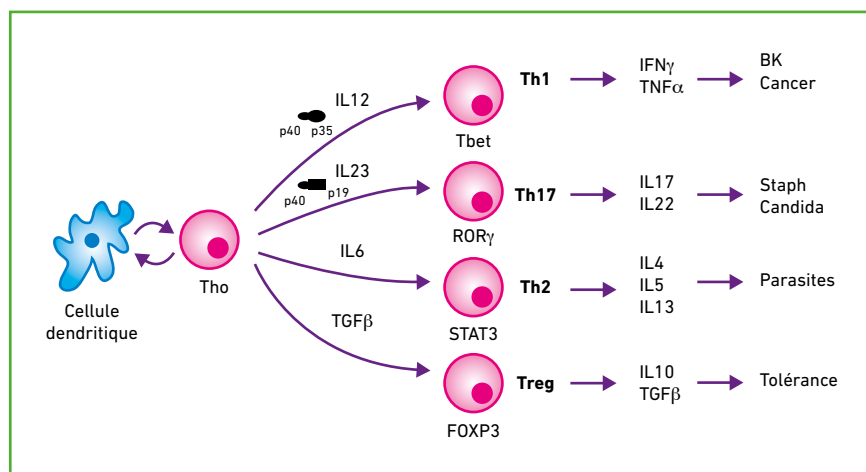 Cellule
dendritique
Tho
IL12
p40 p35
IL23
p40 p19
IL6
TGFβ
Tbet
Th1
IFNγ
TNFα
BK
Cancer
RORγ
Th17
IL17
IL22
Staph
Candida
STAT3
Th2
IL4
IL5
IL13
Parasites
FOXP3
Treg
IL10
TGFβ
Tolérance